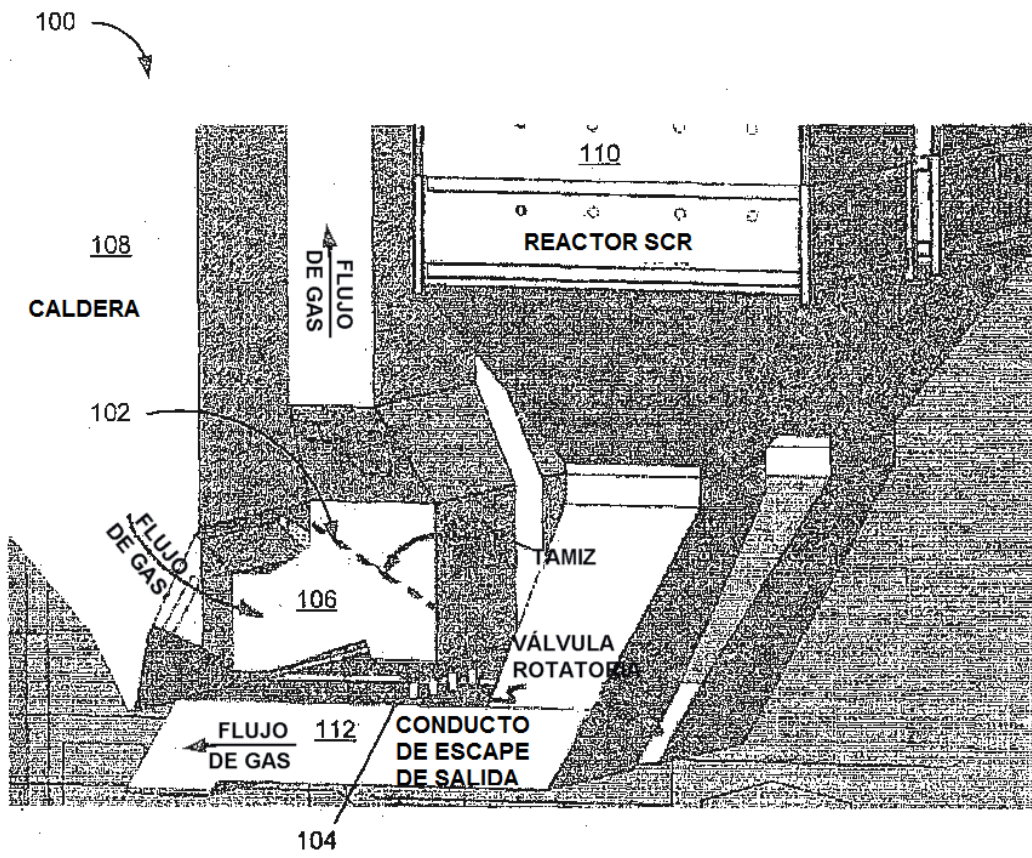 100
110
REACTOR SCR
108
CALDERA
FLUJO
DE GAS
102
FLUJO
DE GAS
TAMIZ
106
VÁLVULA
ROTATORIA
FLUJO
DE GAS
112
CONDUCTO
DE ESCAPE
DE SALIDA
104